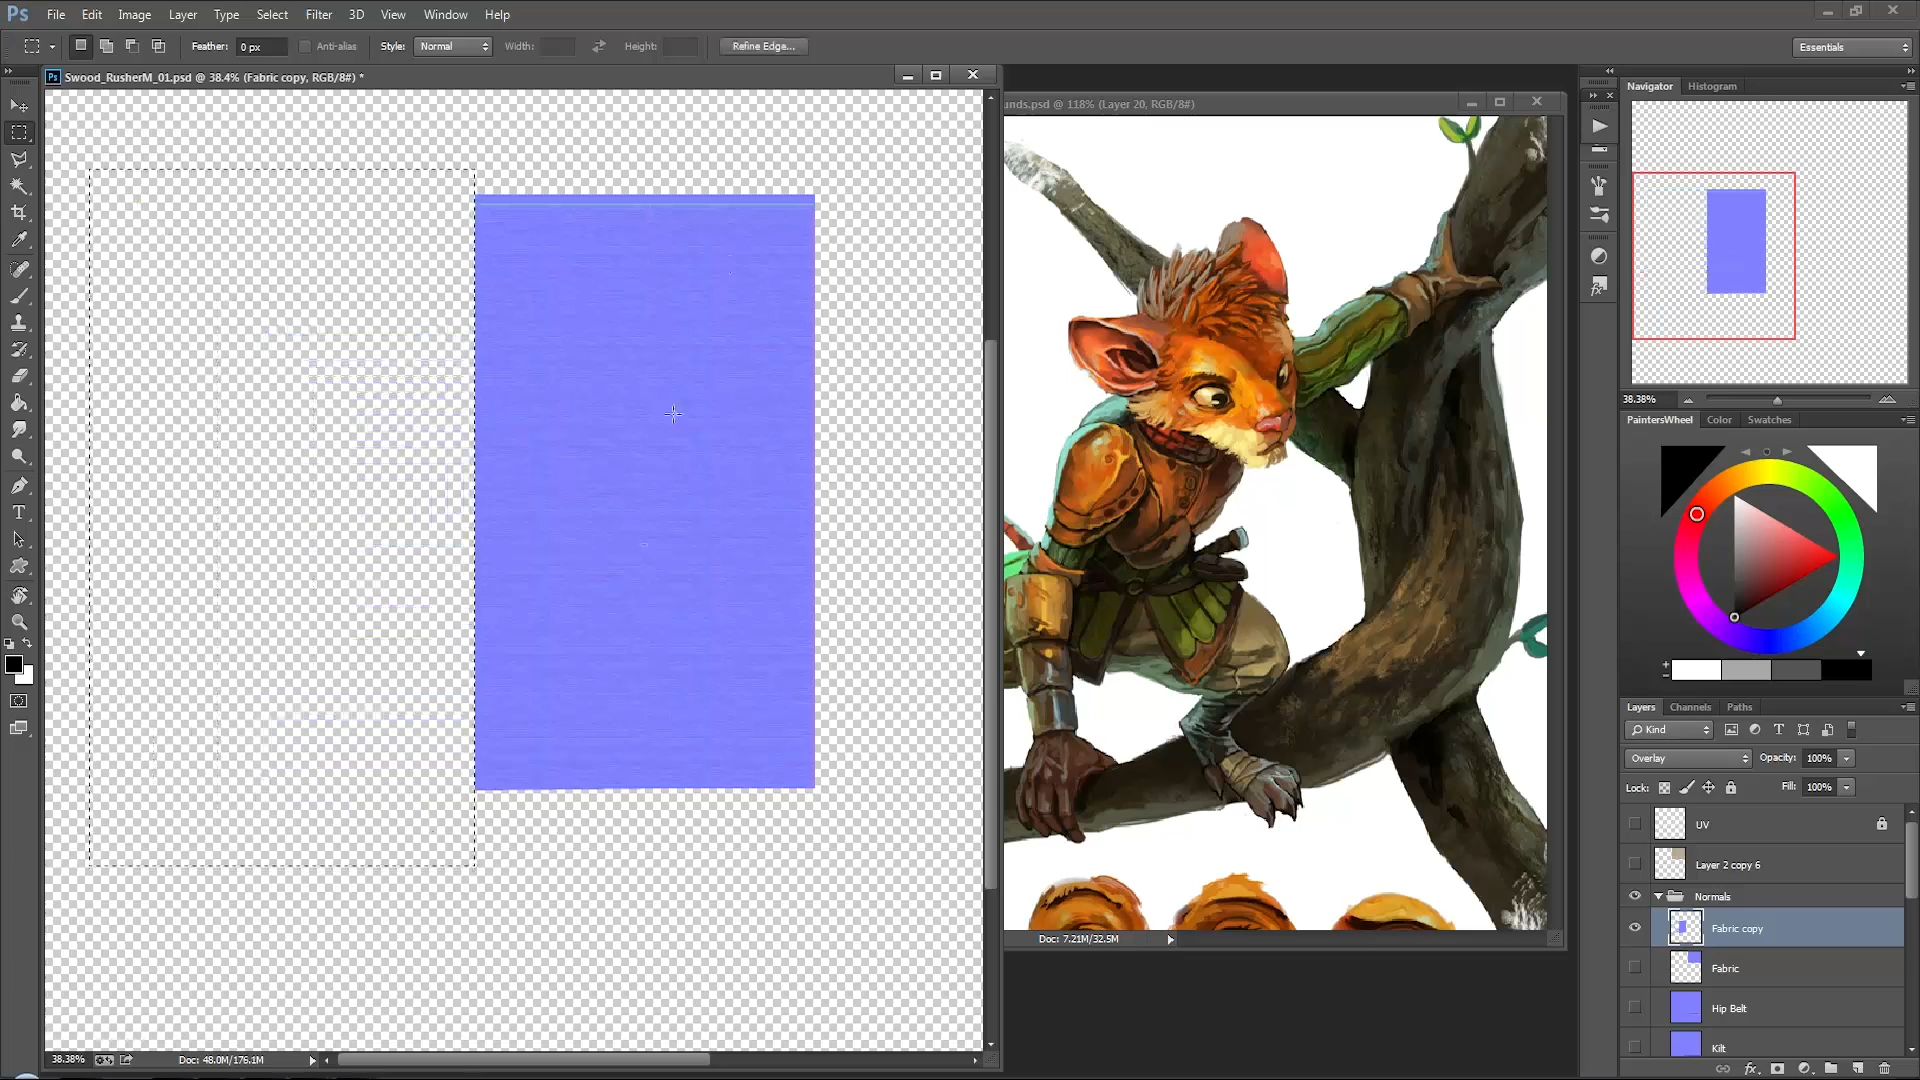 Ps File Edit Image Layer Type Select Filter 3D View Window Help
Feather: 0 px Anti-alias Style: Normal Width: Height: Refine Edge... Essentials
Ps Swood_RusherM_01.psd @ 38.4% (Fabric copy, RGB/8#) *
unds.psd @ 118% (Layer 20, RGB/8#)
Navigator Histogram
38.38%
PaintersWheel Color Swatches
Layers Channels Paths
Kind
Overlay Opacity: 100%
Lock: Fill: 100%
UV
Layer 2 copy 6
Normals
Fabric copy
Fabric
Hip Belt
Kilt
Doc: 7.21M/32.5M
38.38% Doc: 48.0M/176.1M